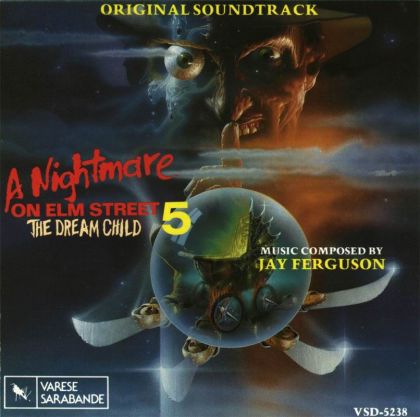 ORIGINAL SOUNDTRACK
A Nightmare
ON ELM STREET
5
THE DREAM CHILD
MUSIC COMPOSED BY
JAY FERGUSON
VARESE
SARABANDE
VSD-5238